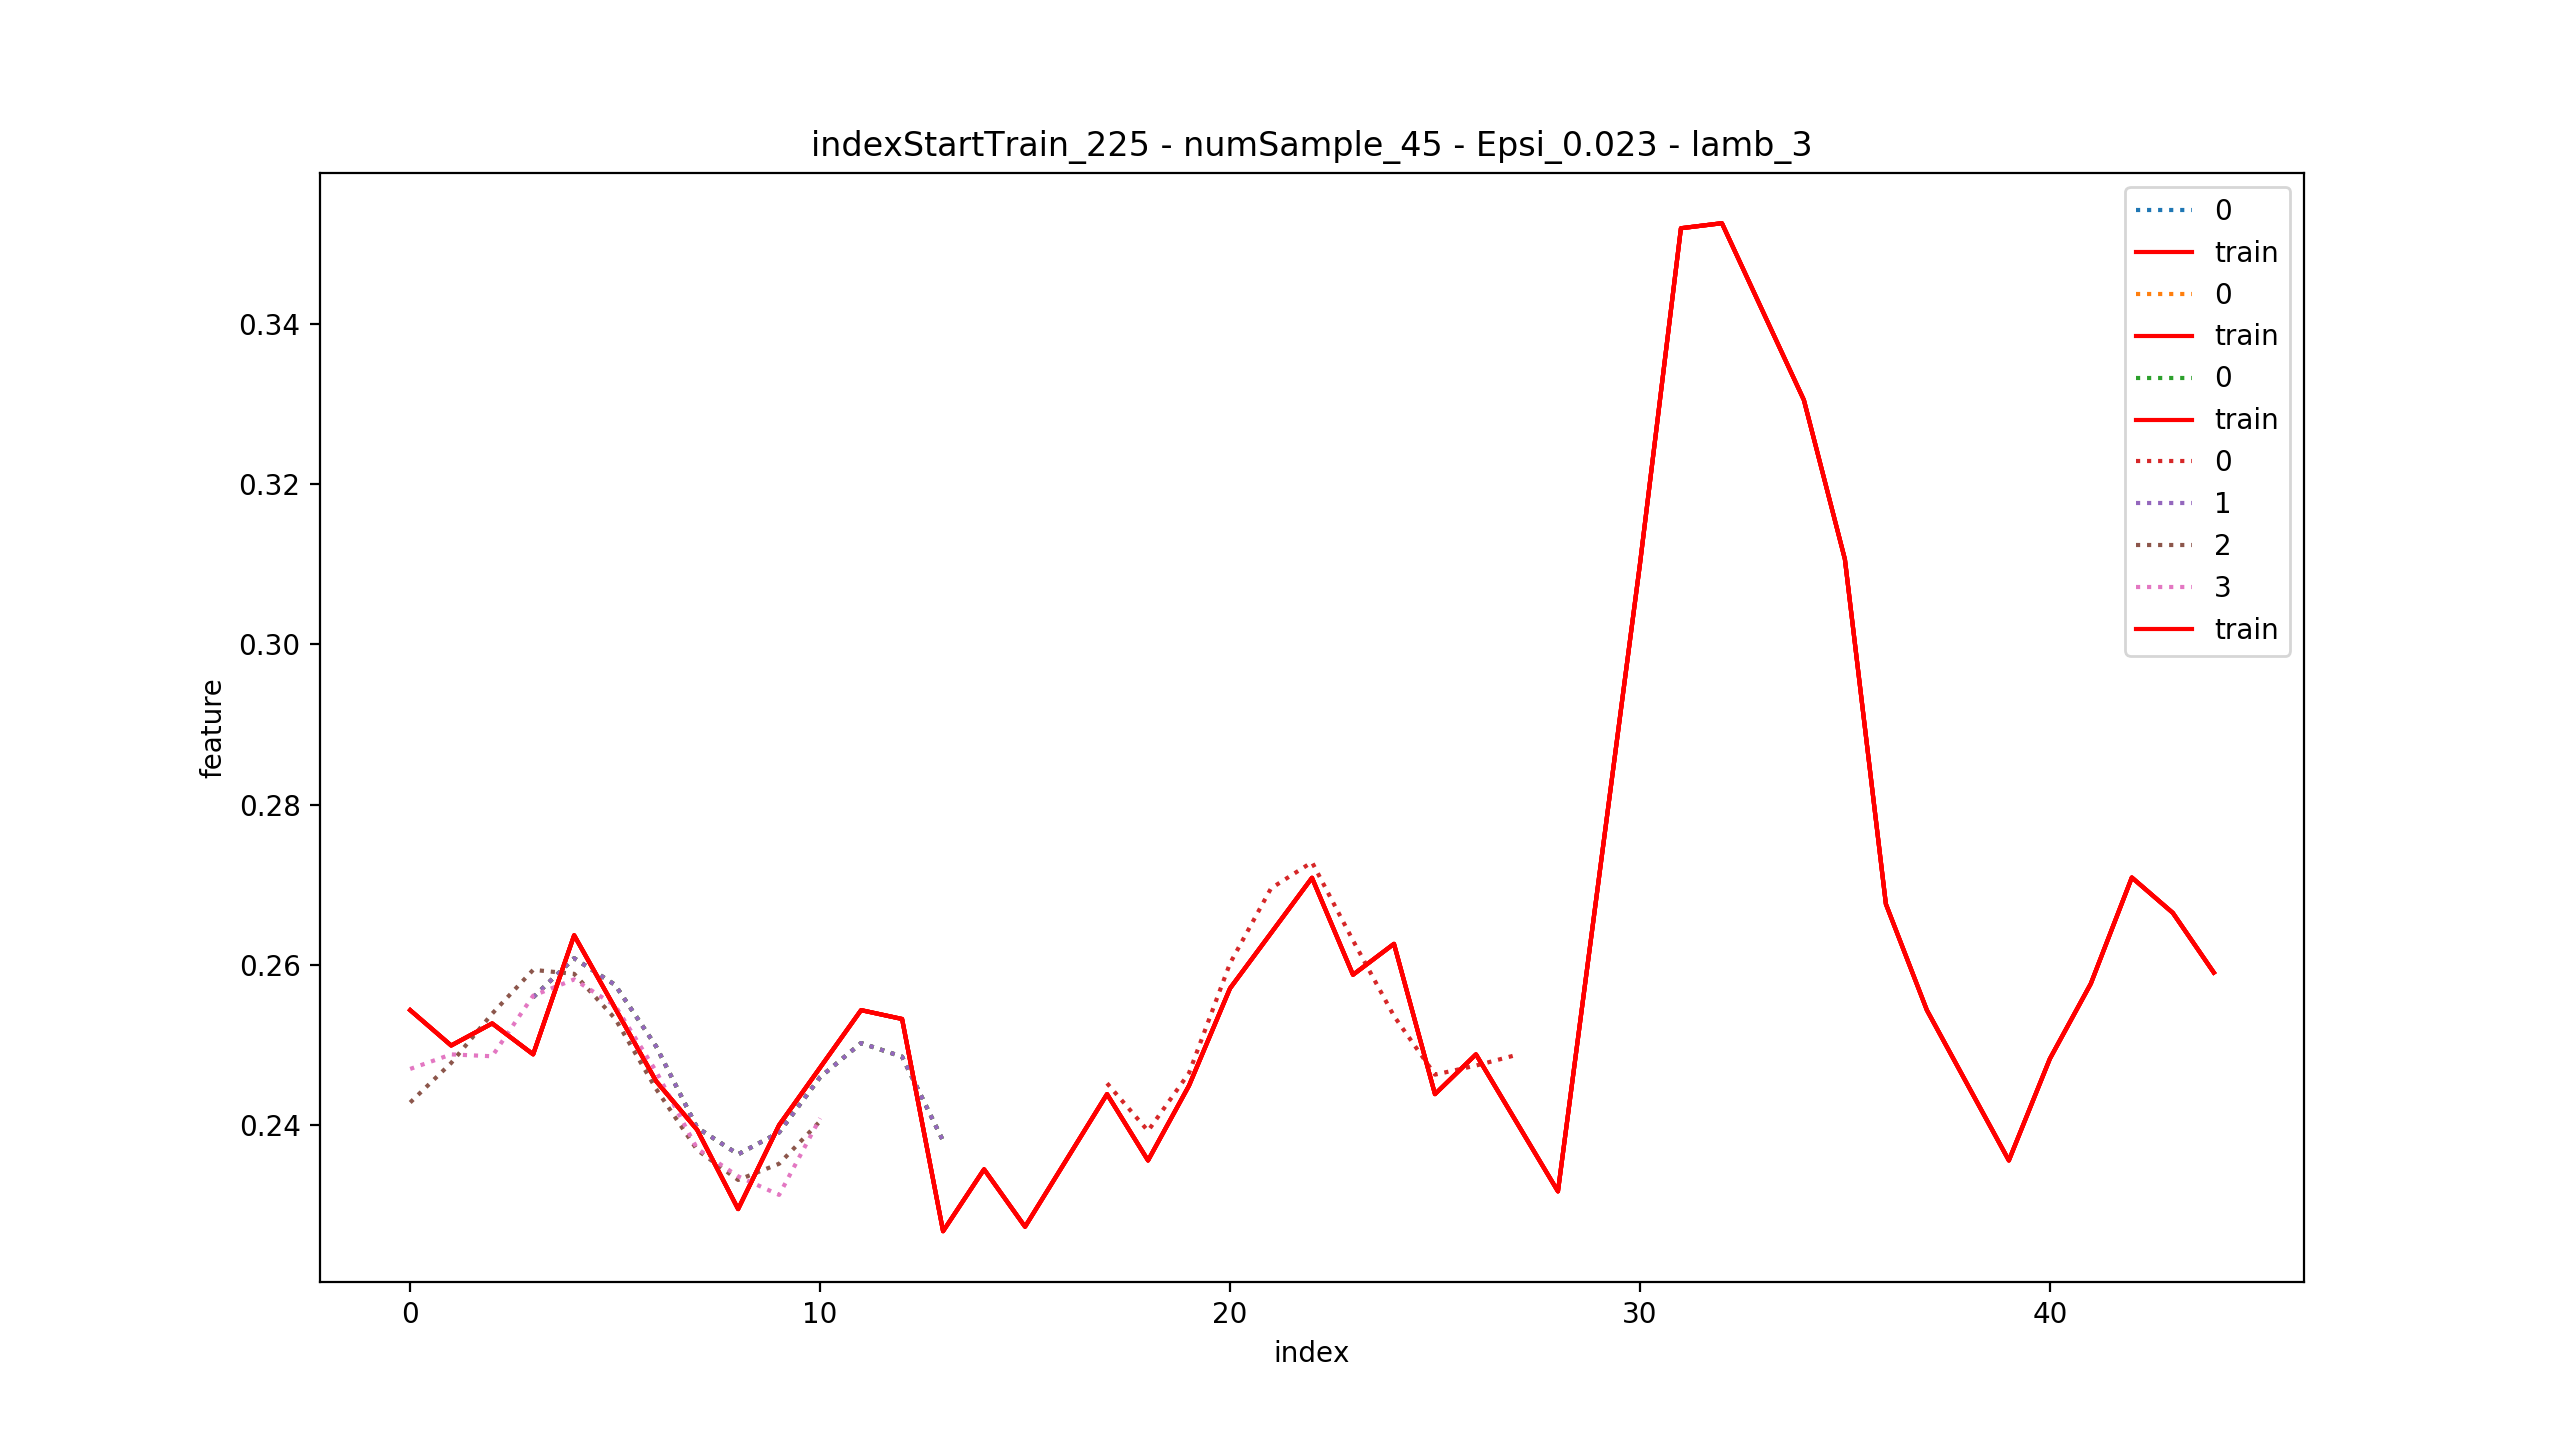 indexStartTrain_225 - numSample_45 - Epsi_0.023 - lamb_3
0
train
0
train
0
train
0
1
2
3
train
0.34
0.32
0.30
0.28
0.26
0.24
feature
0 10 20 30 40
index